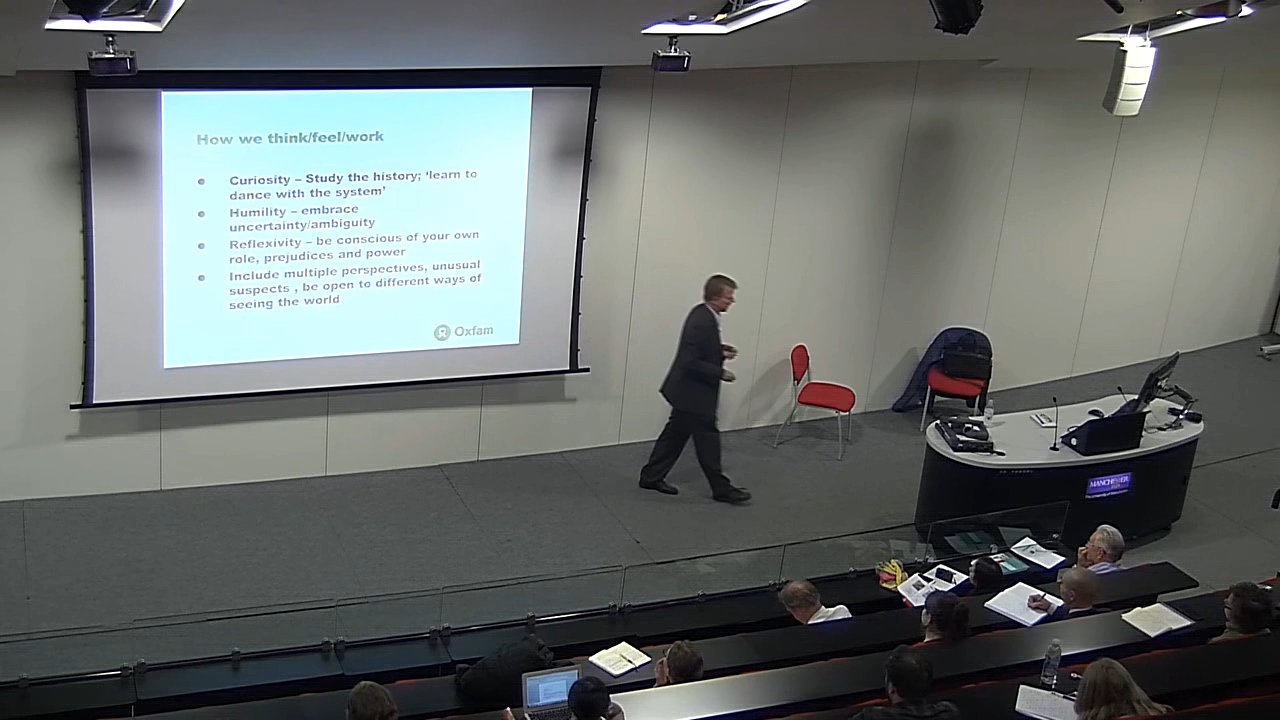 How we think/feel/work
Curiosity – Study the history; ‘learn to
dance with the system’
Humility – embrace
uncertainty/ambiguity
Reflexivity – be conscious of your own
role, prejudices and power
Include multiple perspectives, unusual
suspects , be open to different ways of
seeing the world
Oxfam
MANCHESTER